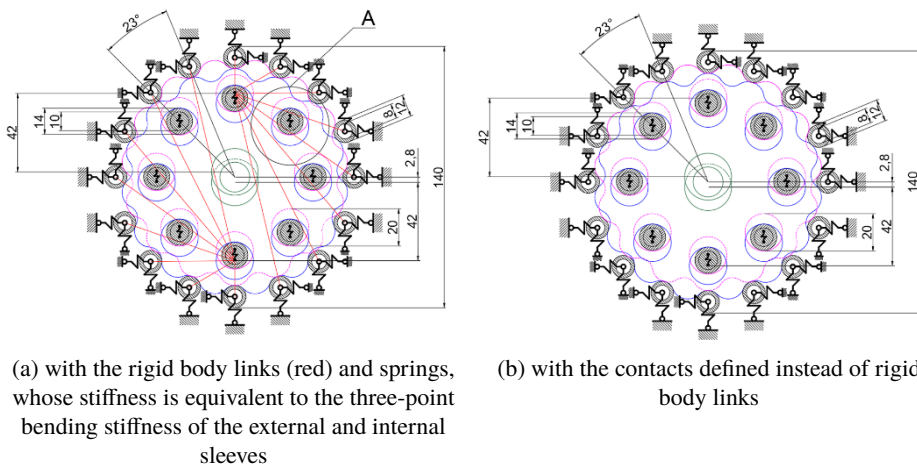 23°
A
42
14
10
8
12
2,8
42
140
20
23°
42
14
10
8
12
2,8
42
140
20
(a) with the rigid body links (red) and springs,
whose stiffness is equivalent to the three-point
bending stiffness of the external and internal
sleeves
(b) with the contacts defined instead of rigid
body links